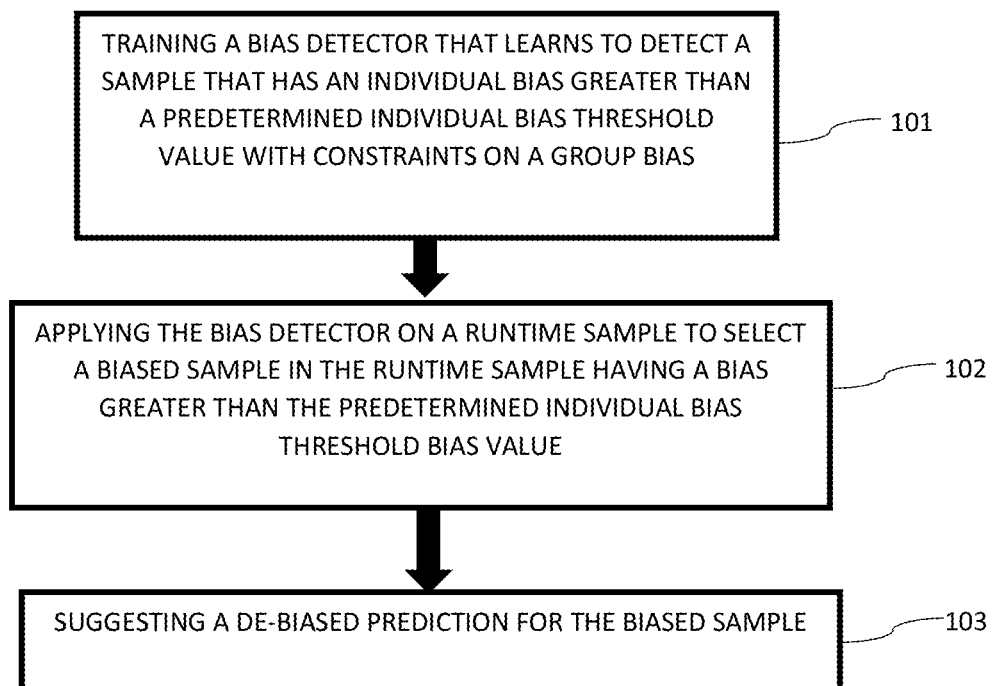 TRAINING A BIAS DETECTOR THAT LEARNS TO DETECT A
SAMPLE THAT HAS AN INDIVIDUAL BIAS GREATER THAN
A PREDETERMINED INDIVIDUAL BIAS THRESHOLD
VALUE WITH CONSTRAINTS ON A GROUP BIAS
101
APPLYING THE BIAS DETECTOR ON A RUNTIME SAMPLE TO SELECT
A BIASED SAMPLE IN THE RUNTIME SAMPLE HAVING A BIAS
GREATER THAN THE PREDETERMINED INDIVIDUAL BIAS
THRESHOLD BIAS VALUE
102
SUGGESTING A DE-BIASED PREDICTION FOR THE BIASED SAMPLE
103